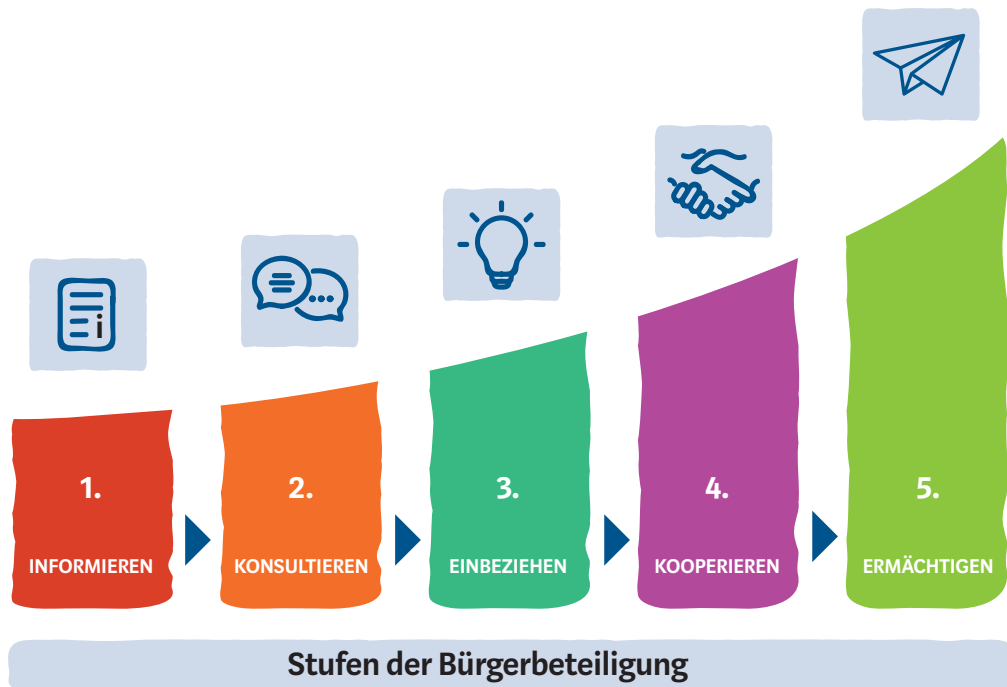 i
1.
INFORMIEREN
2.
KONSULTIEREN
3.
EINBEZIEHEN
4.
KOOPERIEREN
5.
ERMÄCHTIGEN
Stufen der Bürgerbeteiligung